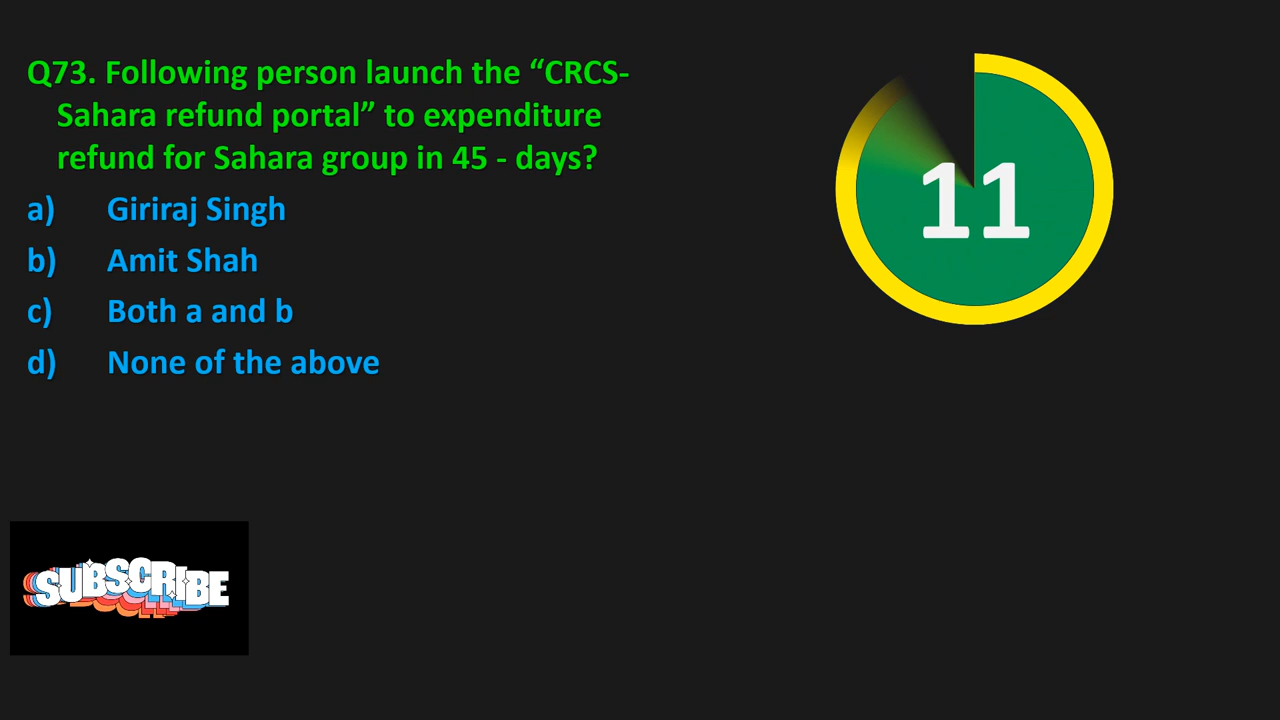 Q73. Following person launch the “CRCS-
Sahara refund portal” to expenditure
refund for Sahara group in 45 - days?
a) Giriraj Singh
b) Amit Shah
c) Both a and b
d) None of the above
11
SUBSCRIBE